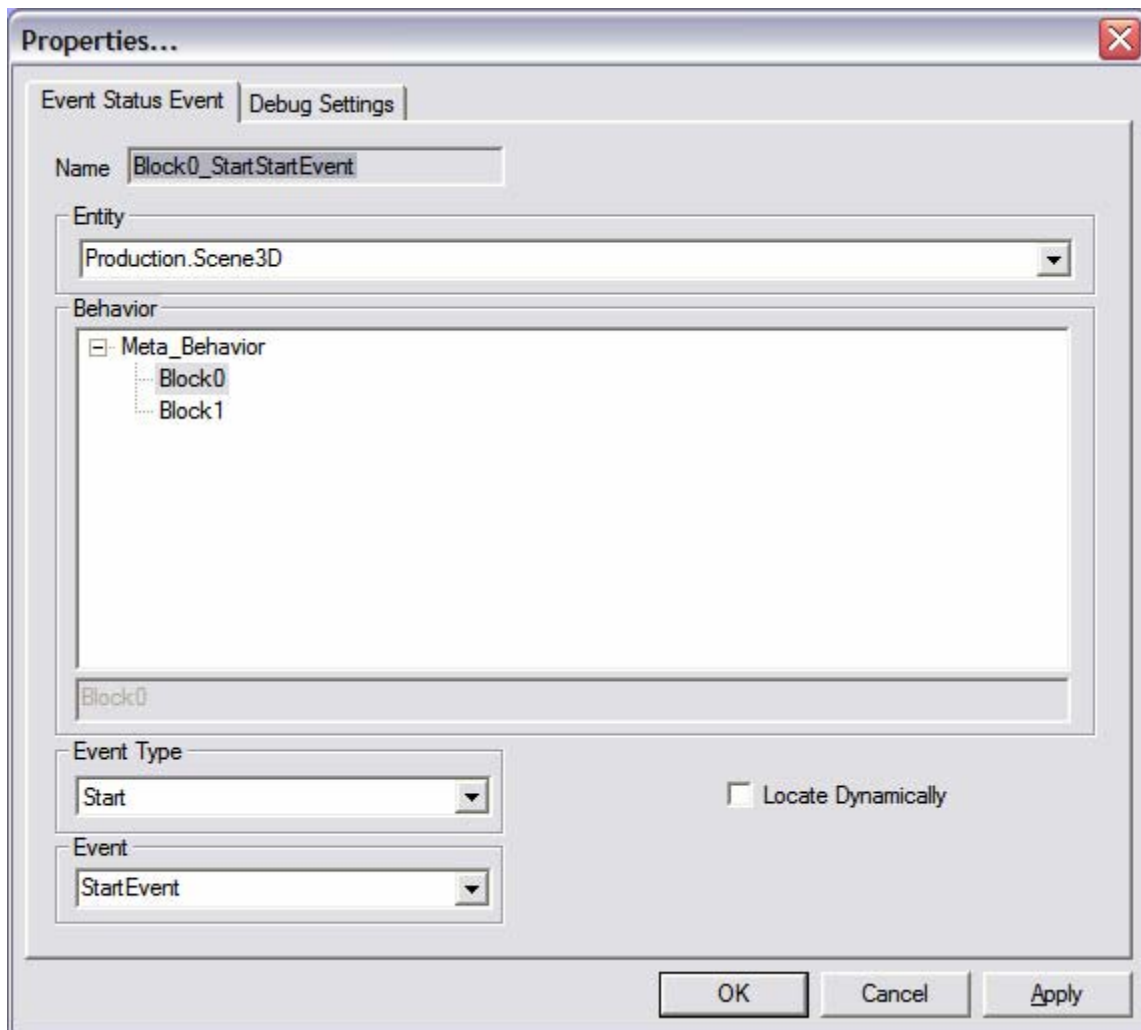 Properties...
Event Status Event Debug Settings
Name Block0_StartStartEvent
Entity
Production.Scene3D
Behavior
Meta_Behavior
Block0
Block1
Block0
Event Type
Start
Locate Dynamically
Event
StartEvent
OK Cancel Apply